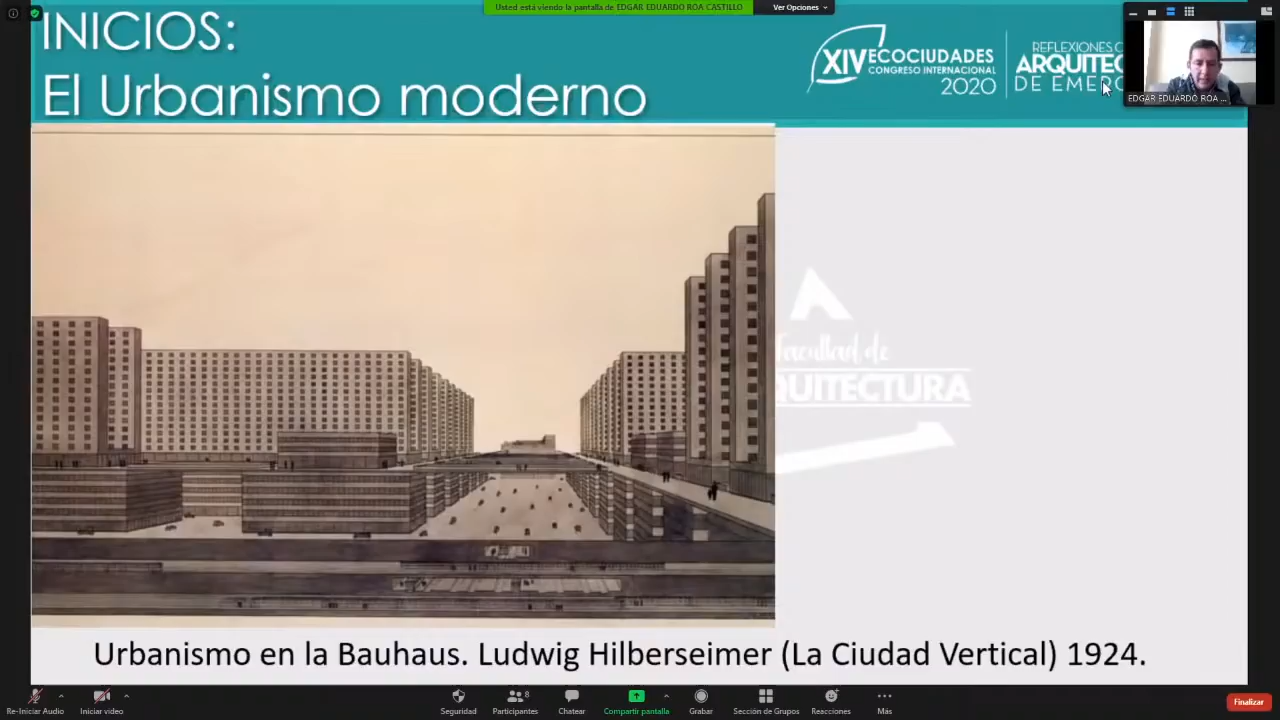 Usted está viendo la pantalla de EDGAR EDUARDO ROA CASTILLO
Ver Opciones
INICIOS:
El Urbanismo moderno
XIV ECOCIUDADES
CONGRESO INTERNACIONAL
2020
REFLEXIONES
ARQUITEC
DE EMER
EDGAR EDUARDO ROA ...
facultad de
QUITECTURA
Urbanismo en la Bauhaus. Ludwig Hilberseimer (La Ciudad Vertical) 1924.
Re-Iniciar Audio
Iniciar video
Seguridad
8
Participantes
Chatear
Compartir pantalla
Grabar
Sección de Grupos
Reacciones
Más
Finalizar